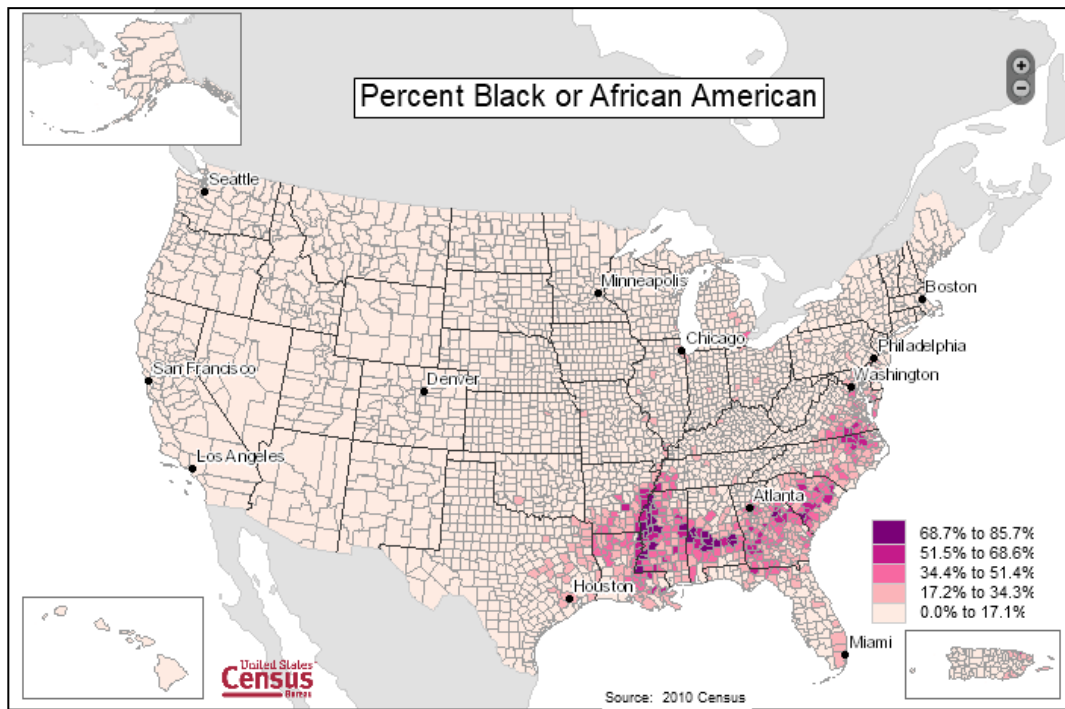 Percent Black or African American
+
−
Seattle
Minneapolis
Boston
Chicago
Philadelphia
San Francisco
Denver
Washington
Los Angeles
Atlanta
68.7% to 85.7%
51.5% to 68.6%
34.4% to 51.4%
17.2% to 34.3%
0.0% to 17.1%
Houston
Miami
United States
Census
Bureau
Source: 2010 Census